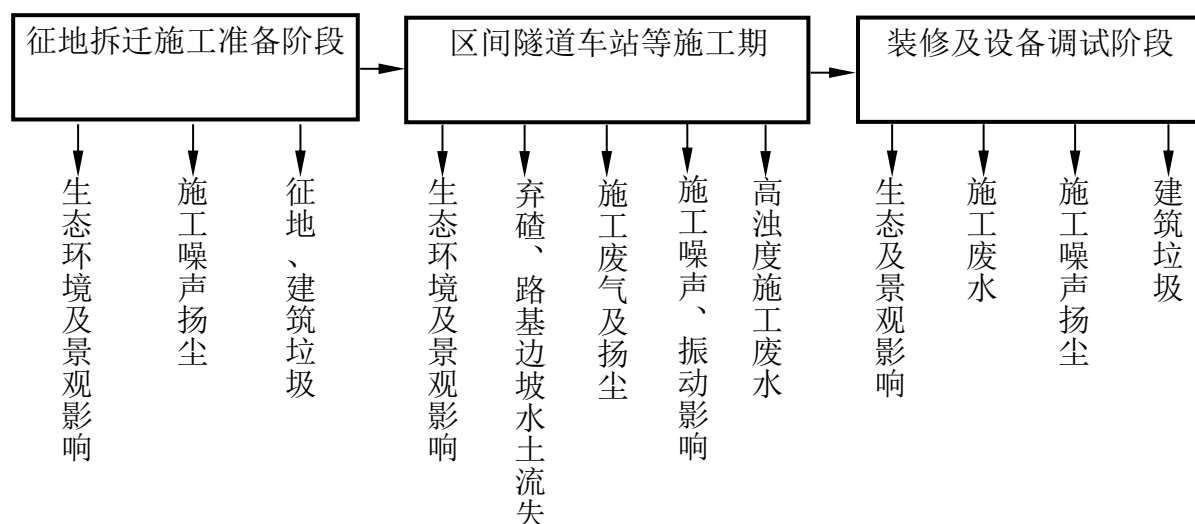 征地拆迁施工准备阶段
区间隧道车站等施工期
装修及设备调试阶段
生态环境及景观影响
施工噪声扬尘
征地、建筑垃圾
生态环境及景观影响
弃碴、路基边坡水土流失
施工废气及扬尘
施工噪声、振动影响
高浊度施工废水
生态及景观影响
施工废水
施工噪声扬尘
建筑垃圾